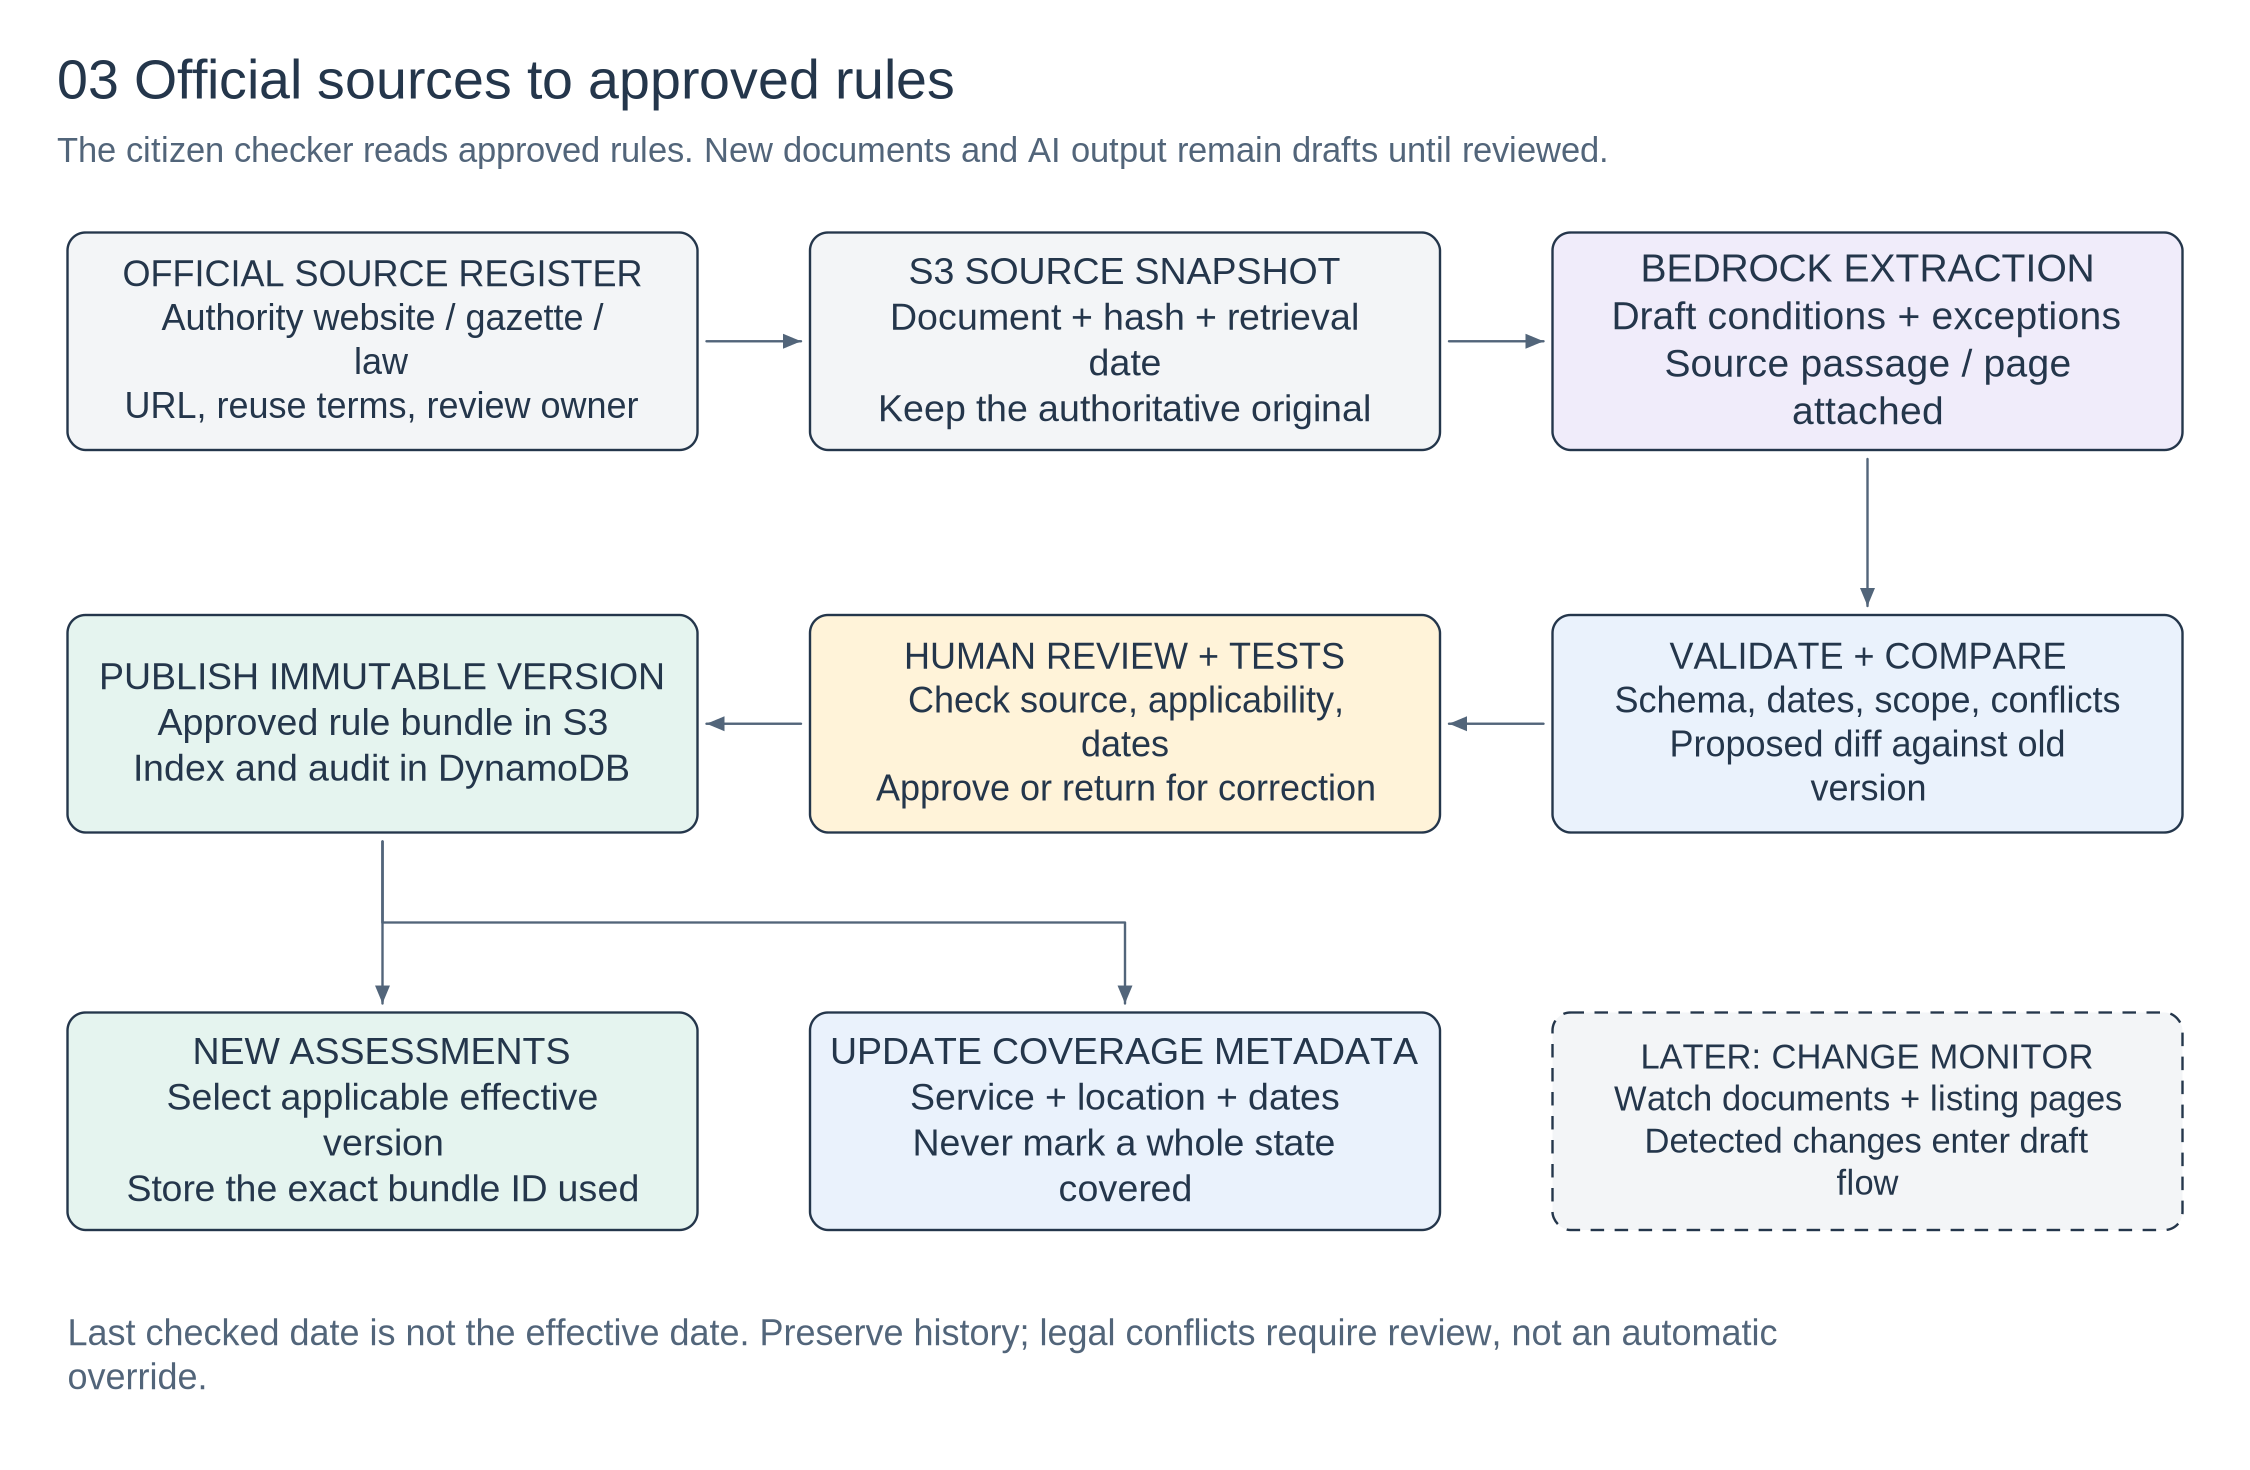 03 Official sources to approved rules
The citizen checker reads approved rules. New documents and AI output remain drafts until reviewed.
OFFICIAL SOURCE REGISTER
Authority website / gazette /
law
URL, reuse terms, review owner
S3 SOURCE SNAPSHOT
Document + hash + retrieval
date
Keep the authoritative original
BEDROCK EXTRACTION
Draft conditions + exceptions
Source passage / page
attached
PUBLISH IMMUTABLE VERSION
Approved rule bundle in S3
Index and audit in DynamoDB
HUMAN REVIEW + TESTS
Check source, applicability,
dates
Approve or return for correction
VALIDATE + COMPARE
Schema, dates, scope, conflicts
Proposed diff against old
version
NEW ASSESSMENTS
Select applicable effective
version
Store the exact bundle ID used
UPDATE COVERAGE METADATA
Service + location + dates
Never mark a whole state
covered
LATER: CHANGE MONITOR
Watch documents + listing pages
Detected changes enter draft
flow
Last checked date is not the effective date. Preserve history; legal conflicts require review, not an automatic
override.